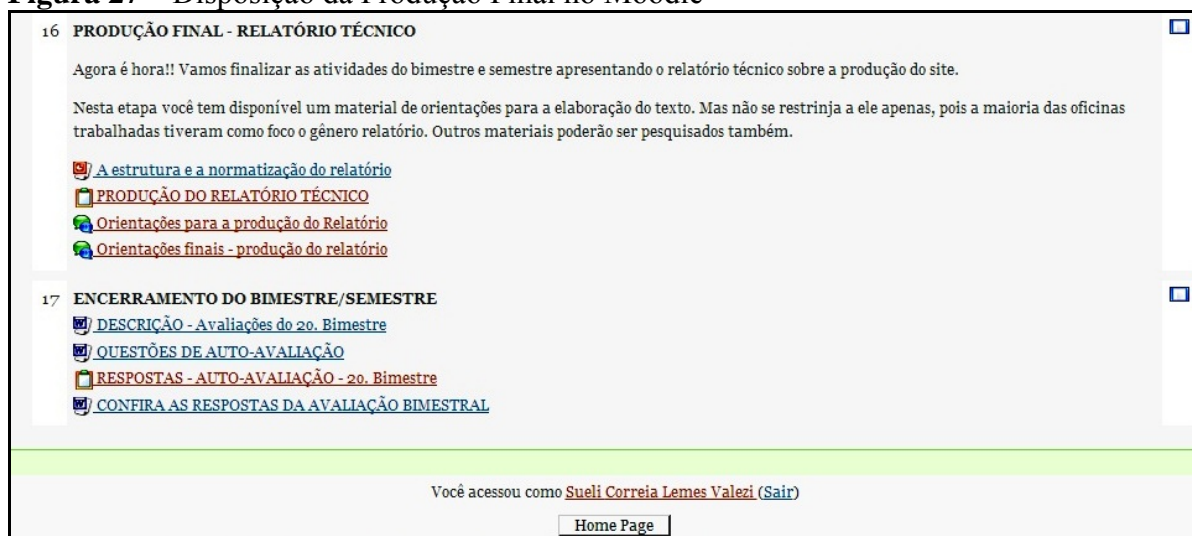 Figura 27 – Disposição da Produção Final no Moodle
16 PRODUÇÃO FINAL - RELATÓRIO TÉCNICO
Agora é hora!! Vamos finalizar as atividades do bimestre e semestre apresentando o relatório técnico sobre a produção do site.
Nesta etapa você tem disponível um material de orientações para a elaboração do texto. Mas não se restrinja a ele apenas, pois a maioria das oficinas
trabalhadas tiveram como foco o gênero relatório. Outros materiais poderão ser pesquisados também.
A estrutura e a normatização do relatório
PRODUÇÃO DO RELATÓRIO TÉCNICO
Orientações para a produção do Relatório
Orientações finais - produção do relatório
17 ENCERRAMENTO DO BIMESTRE/SEMESTRE
DESCRIÇÃO - Avaliações do 2o. Bimestre
QUESTÕES DE AUTO-AVALIAÇÃO
RESPOSTAS - AUTO-AVALIAÇÃO - 2o. Bimestre
CONFIRA AS RESPOSTAS DA AVALIAÇÃO BIMESTRAL
Você acessou como Sueli Correia Lemes Valezi (Sair)
Home Page